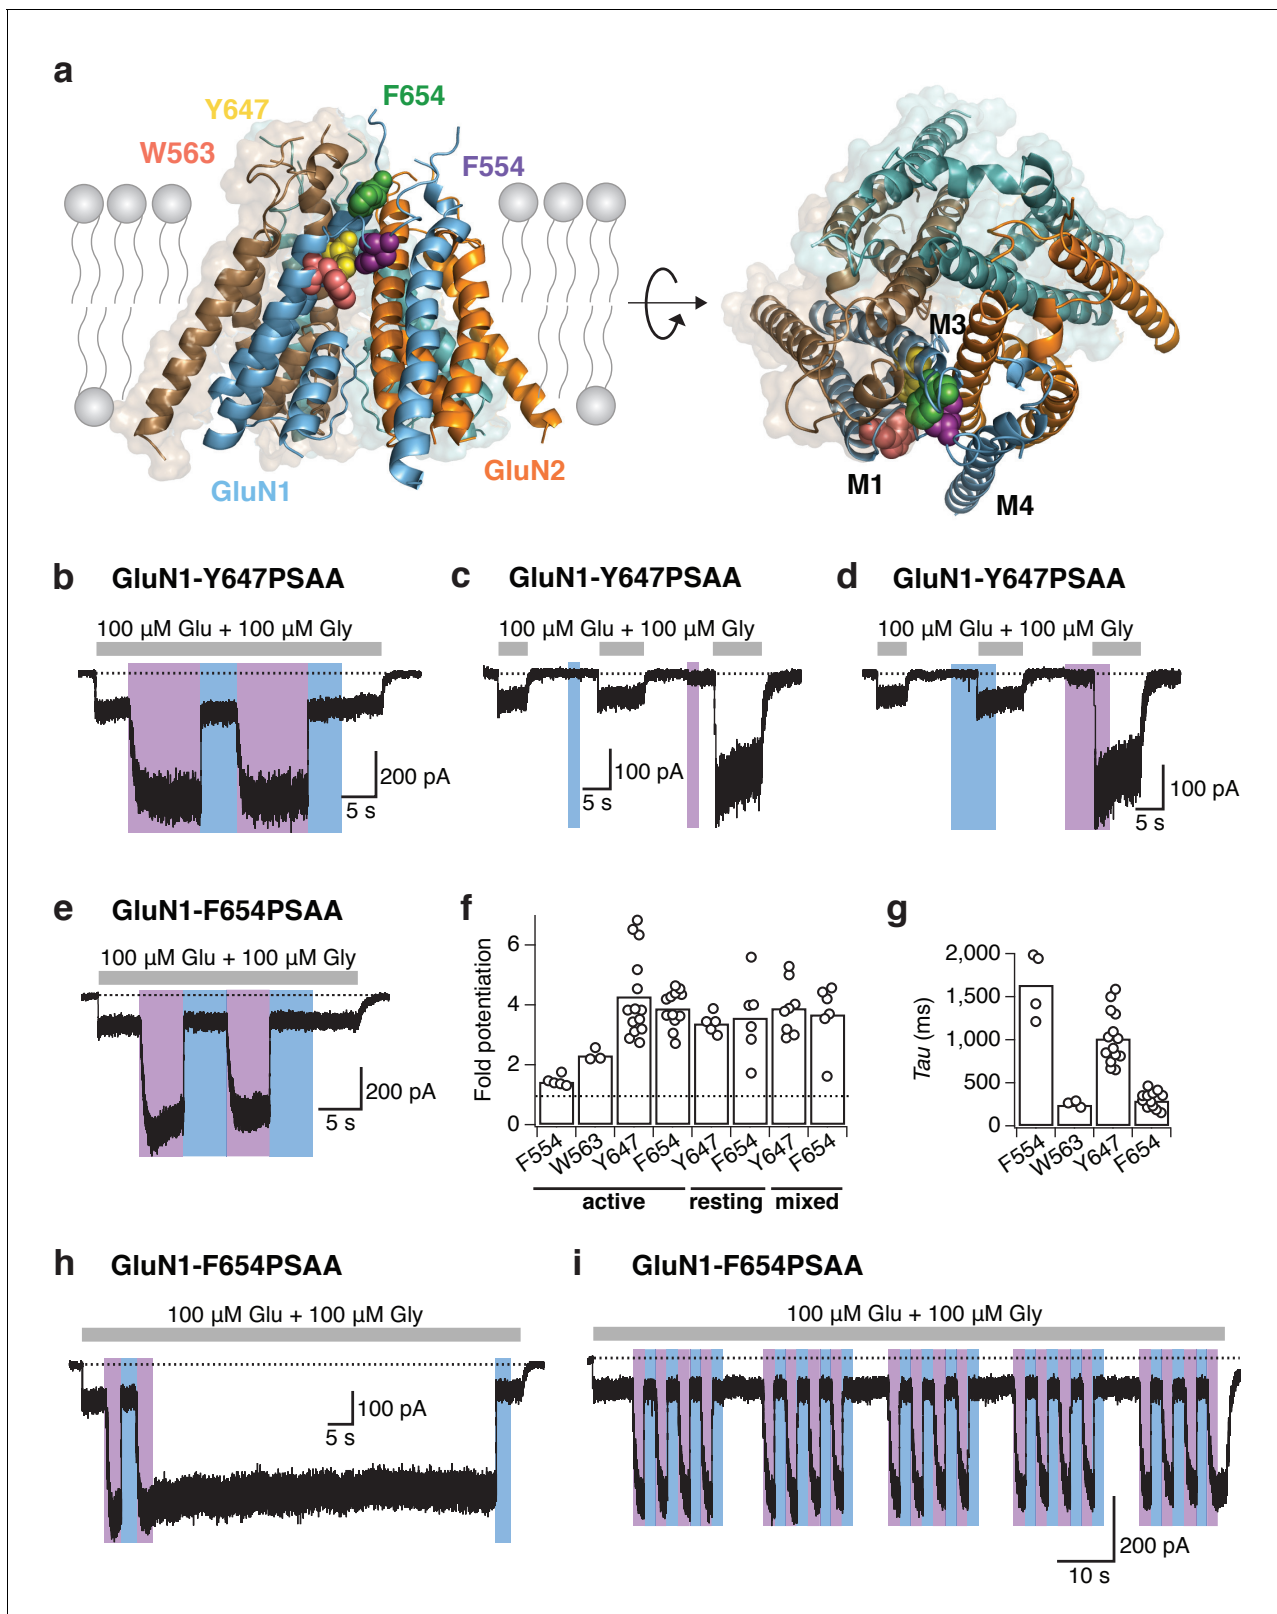 a
F654
Y647
W563
F554
M3
GluN1
GluN2
M1
M4
b GluN1-Y647PSAA
100 µM Glu + 100 µM Gly
200 pA
5 s
c GluN1-Y647PSAA
100 µM Glu + 100 µM Gly
100 pA
5 s
d GluN1-Y647PSAA
100 µM Glu + 100 µM Gly
100 pA
5 s
e GluN1-F654PSAA
100 µM Glu + 100 µM Gly
200 pA
5 s
f
Fold potentiation
6
4
2
0
F554 W563 Y647 F654 Y647 F654 Y647 F654
active resting mixed
g
Tau (ms)
2,000
1,500
1,000
500
0
F554 W563 Y647 F654
h GluN1-F654PSAA
100 µM Glu + 100 µM Gly
100 pA
5 s
i GluN1-F654PSAA
100 µM Glu + 100 µM Gly
200 pA
10 s